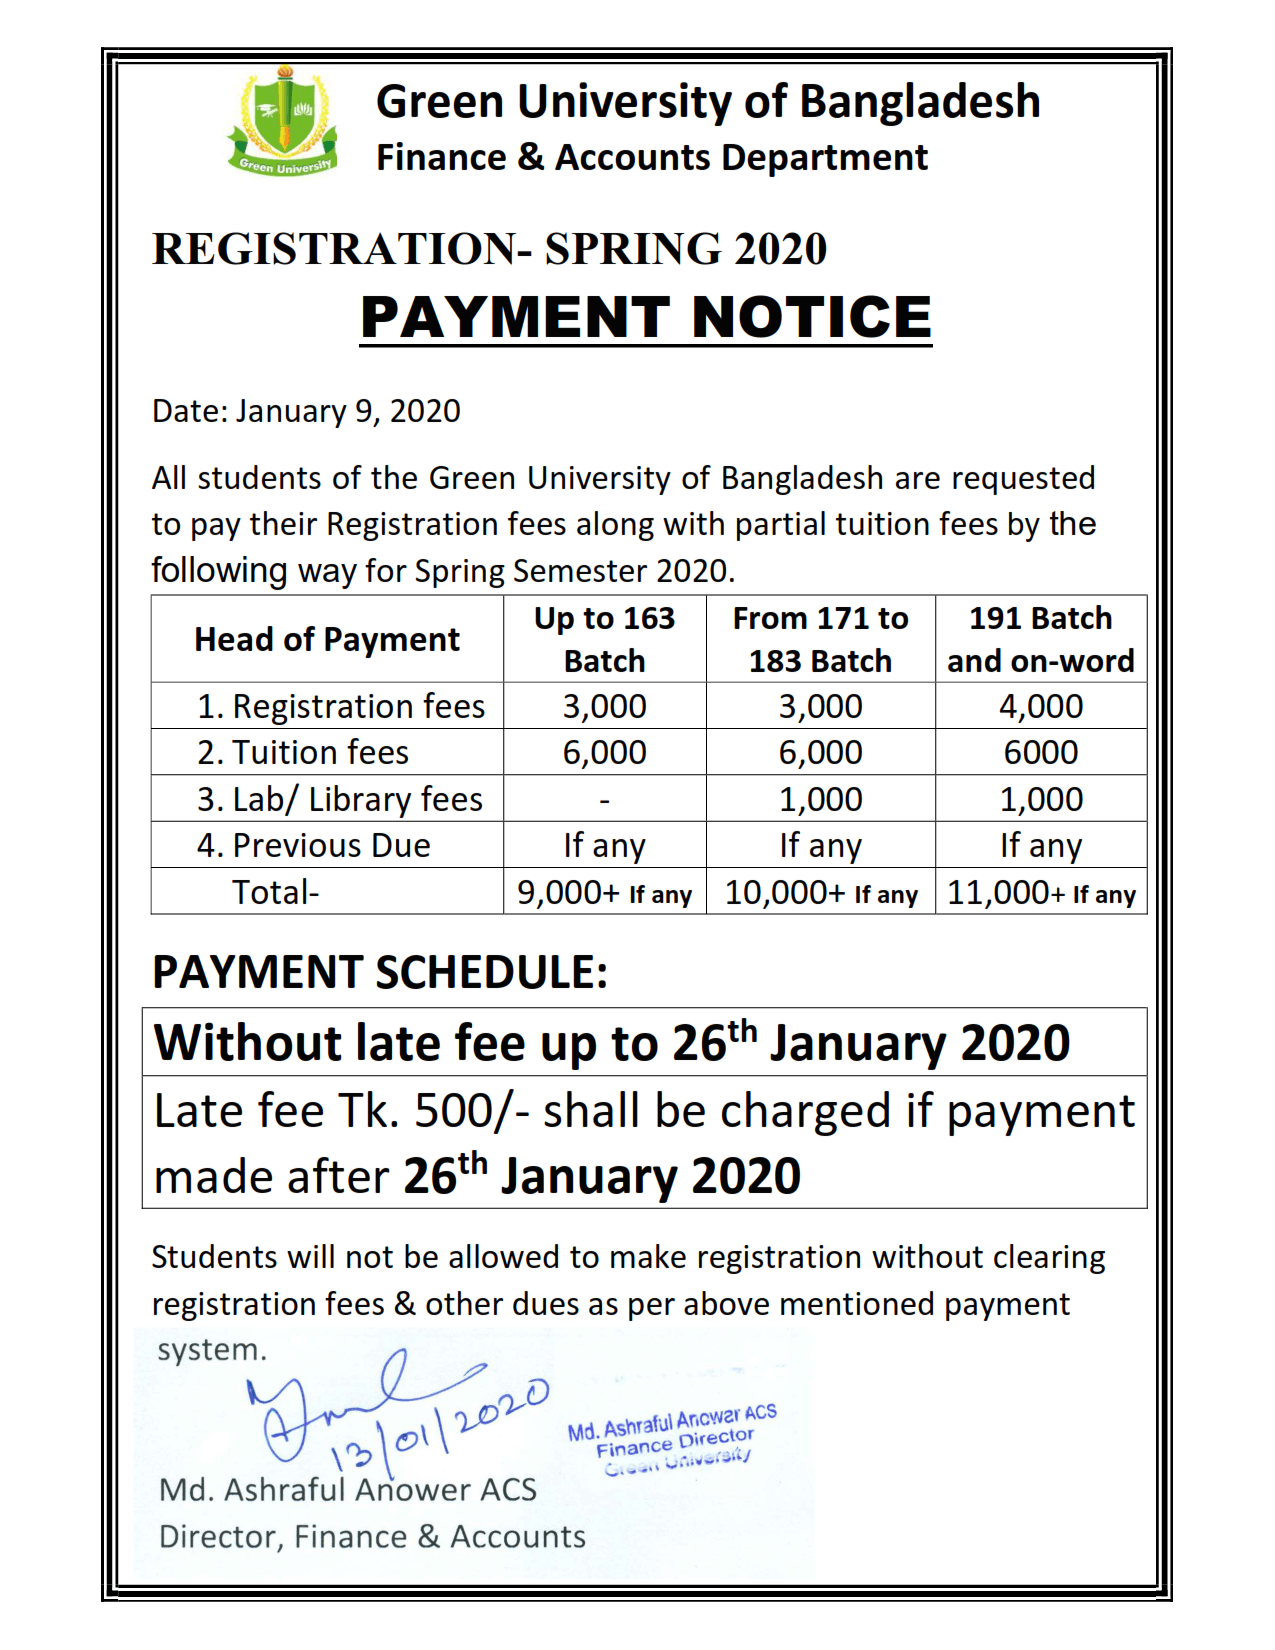 Green University
Green University of Bangladesh
Finance & Accounts Department
REGISTRATION- SPRING 2020
PAYMENT NOTICE
Date: January 9, 2020
All students of the Green University of Bangladesh are requested
to pay their Registration fees along with partial tuition fees by the
following way for Spring Semester 2020.
Head of Payment | Up to 163 Batch | From 171 to 183 Batch | 191 Batch and on-word
1. Registration fees | 3,000 | 3,000 | 4,000
2. Tuition fees | 6,000 | 6,000 | 6000
3. Lab/ Library fees | - | 1,000 | 1,000
4. Previous Due | If any | If any | If any
Total- | 9,000+ If any | 10,000+ If any | 11,000+ If any
PAYMENT SCHEDULE:
Without late fee up to 26th January 2020
Late fee Tk. 500/- shall be charged if payment
made after 26th January 2020
Students will not be allowed to make registration without clearing
registration fees & other dues as per above mentioned payment
system.
13/01/2020
Md. Ashraful Anowar ACS
Finance Director
Green University
Md. Ashraful Anower ACS
Director, Finance & Accounts